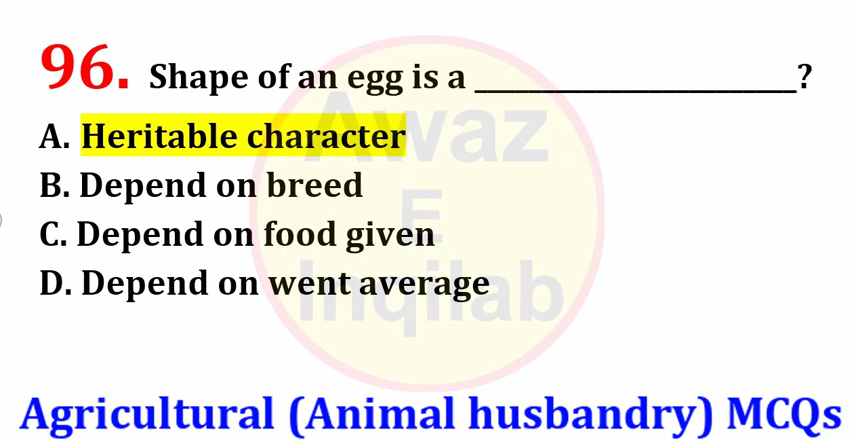 96. Shape of an egg is a ______________________?
A. Heritable character
B. Depend on breed
C. Depend on food given
D. Depend on went average
Awaz
E
Inqilab
Agricultural (Animal husbandry) MCQs